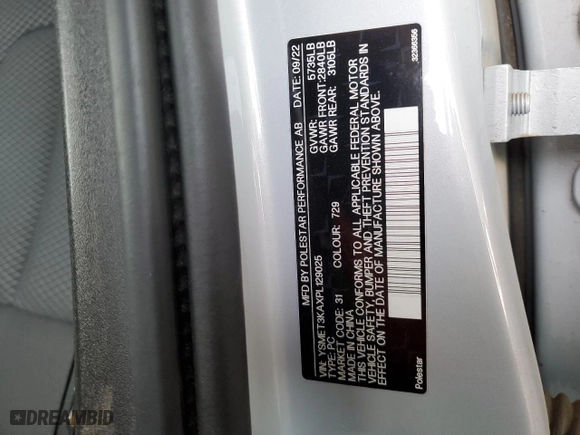 MFD BY POLESTAR PERFORMANCE AB DATE: 09/22
GVWR: 5735LB
GAWR FRONT: 2840LB
GAWR REAR: 3105LB
VIN: YSMET3KAXPL129025
TYPE: PC
MARKET CODE: 31 COLOUR: 729
MADE IN CHINA
THIS VEHICLE CONFORMS TO ALL APPLICABLE FEDERAL MOTOR
VEHICLE SAFETY, BUMPER AND THEFT PREVENTION STANDARDS IN
EFFECT ON THE DATE OF MANUFACTURE SHOWN ABOVE.
Polestar
32366356
DREAMBID